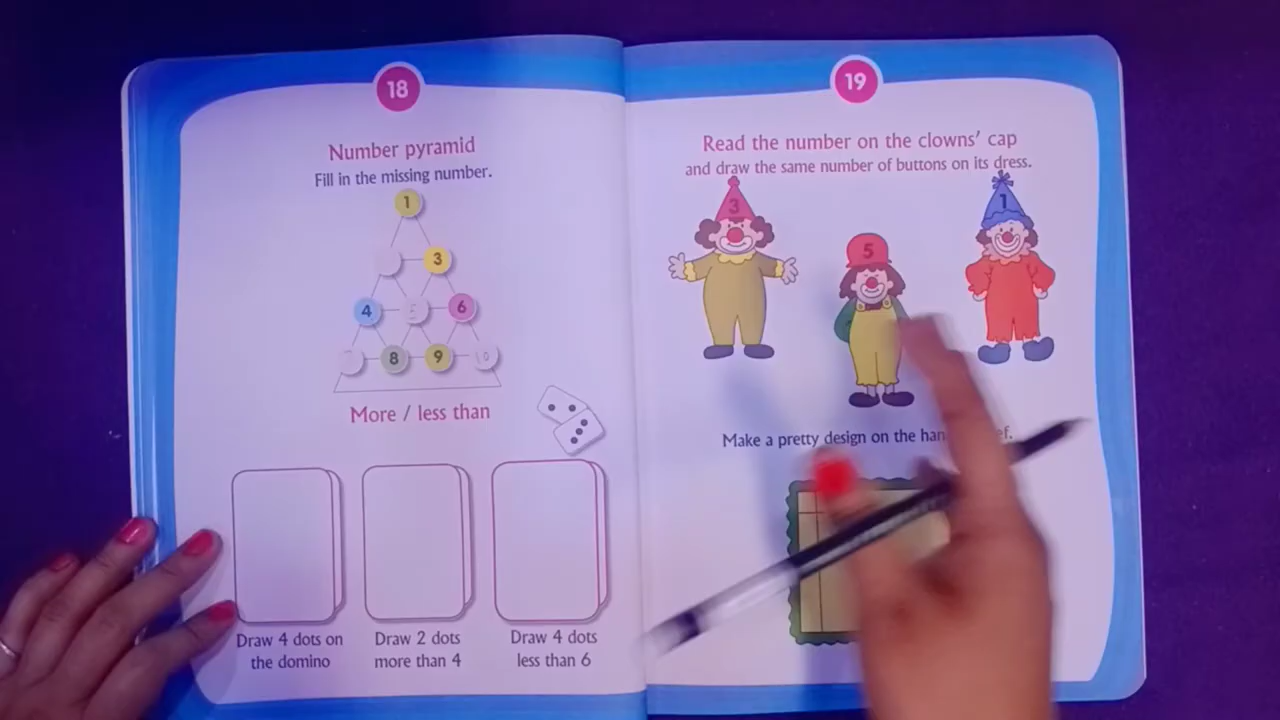 18
Number pyramid
Fill in the missing number.
1
3
4 5 6
8 9 10
More / less than
Draw 4 dots on
the domino
Draw 2 dots
more than 4
Draw 4 dots
less than 6
19
Read the number on the clowns' cap
and draw the same number of buttons on its dress.
3
5
1
Make a pretty design on the